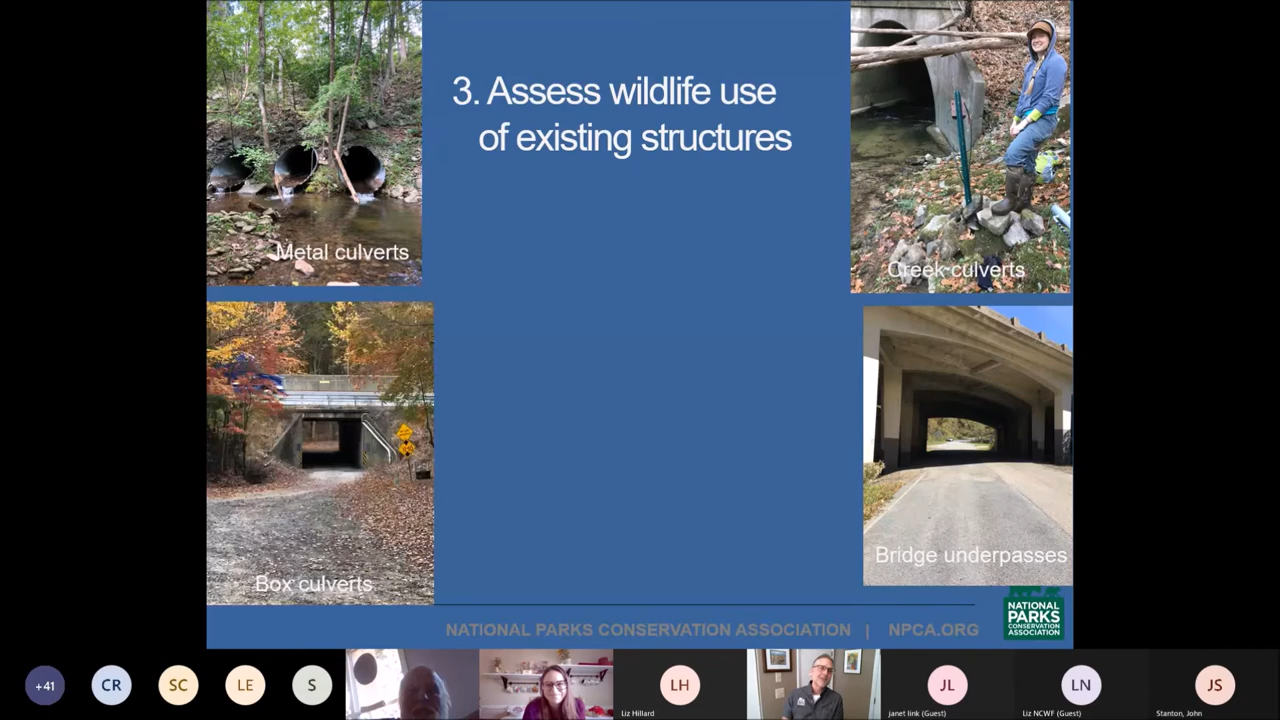 3. Assess wildlife use
of existing structures
Metal culverts
Creek culverts
Box culverts
Bridge underpasses
NATIONAL PARKS CONSERVATION ASSOCIATION | NPCA.ORG
NATIONAL
PARKS
CONSERVATION
ASSOCIATION
+41
CR
SC
LE
S
LH
Liz Hillard
JL
janet link (Guest)
LN
Liz NCWF (Guest)
JS
Stanton, John